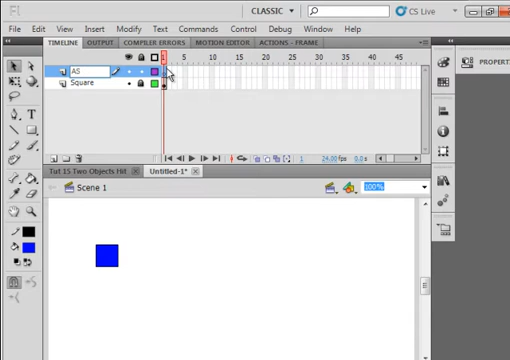 Fl
CLASSIC
CS Live
File Edit View Insert Modify Text Commands Control Debug Window Help
TIMELINE OUTPUT COMPILER ERRORS MOTION EDITOR ACTIONS - FRAME
PROPERT
1 5 10 15 20 25 30 35 40 45
AS
Square
1 24.00 fps 0.0 s
Tut 15 Two Objects Hit Untitled-1*
Scene 1
100%